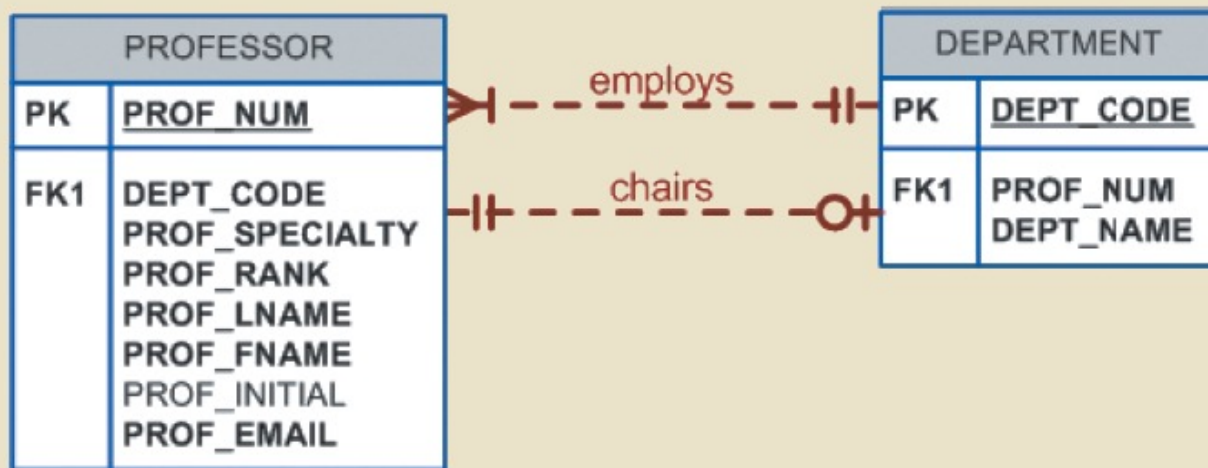 PROFESSOR
PK PROF_NUM
FK1 DEPT_CODE
PROF_SPECIALTY
PROF_RANK
PROF_LNAME
PROF_FNAME
PROF_INITIAL
PROF_EMAIL
employs
chairs
DEPARTMENT
PK DEPT_CODE
FK1 PROF_NUM
DEPT_NAME